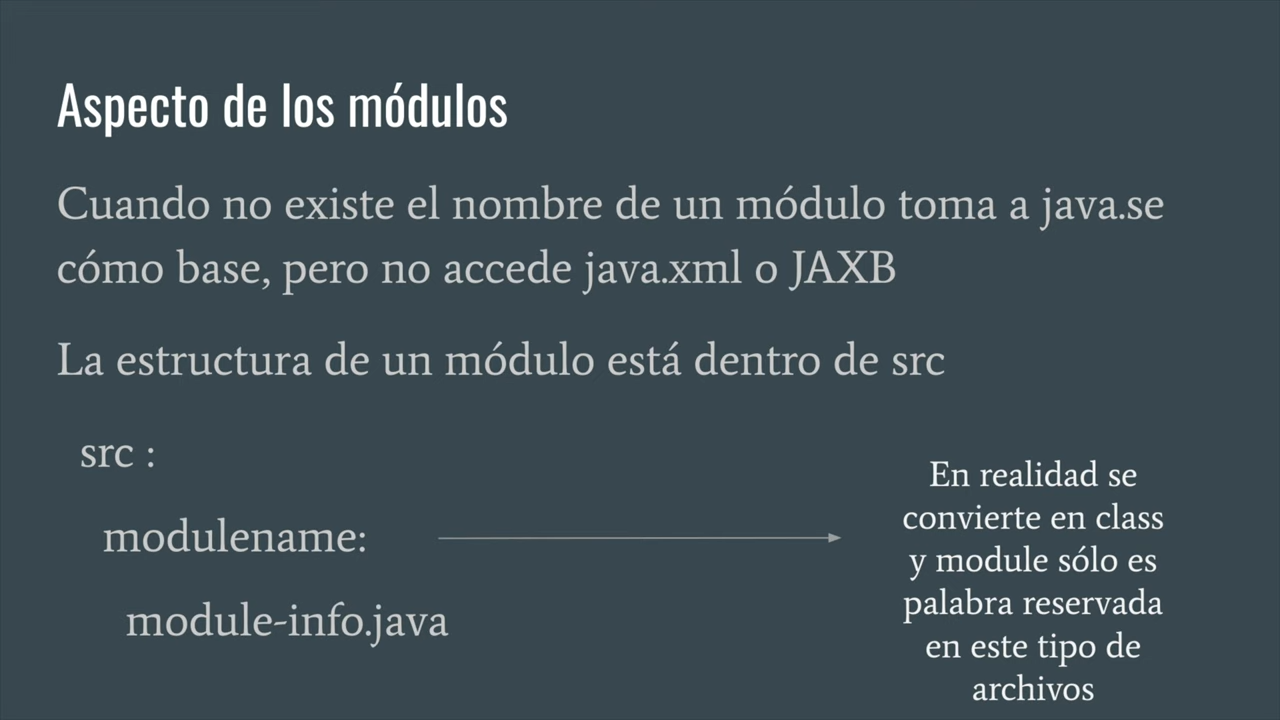 Aspecto de los módulos
Cuando no existe el nombre de un módulo toma a java.se
cómo base, pero no accede java.xml o JAXB
La estructura de un módulo está dentro de src
src :
modulename:
module-info.java
En realidad se
convierte en class
y module sólo es
palabra reservada
en este tipo de
archivos